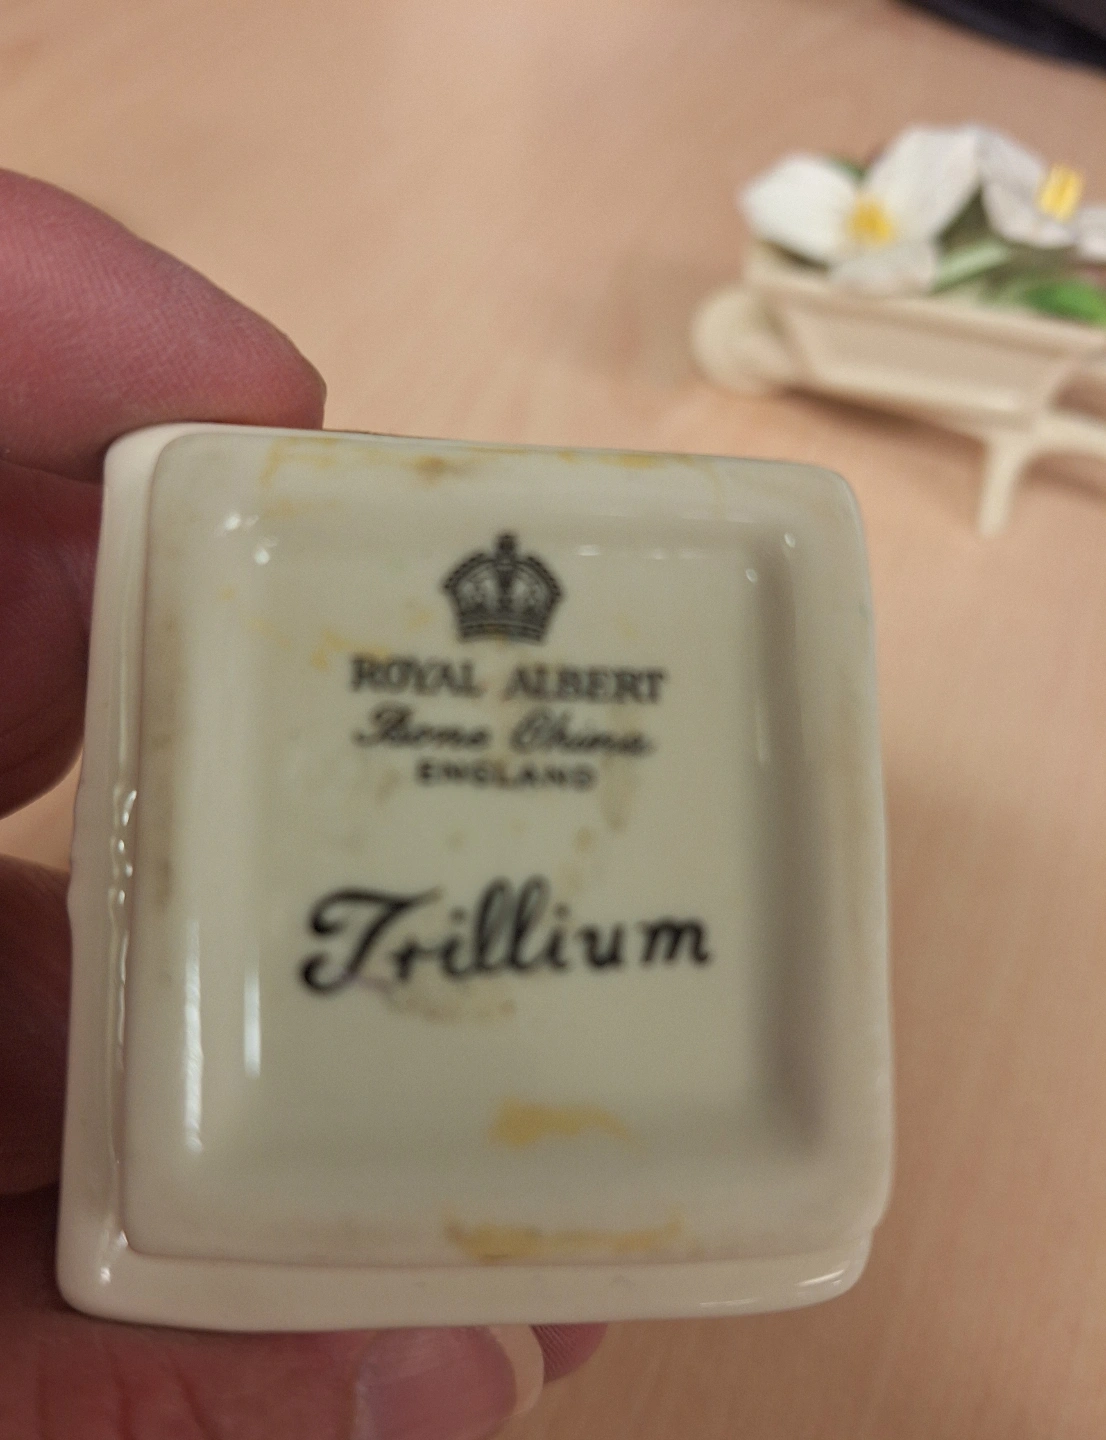 ROYAL ALBERT
Bone China
ENGLAND
Trillium